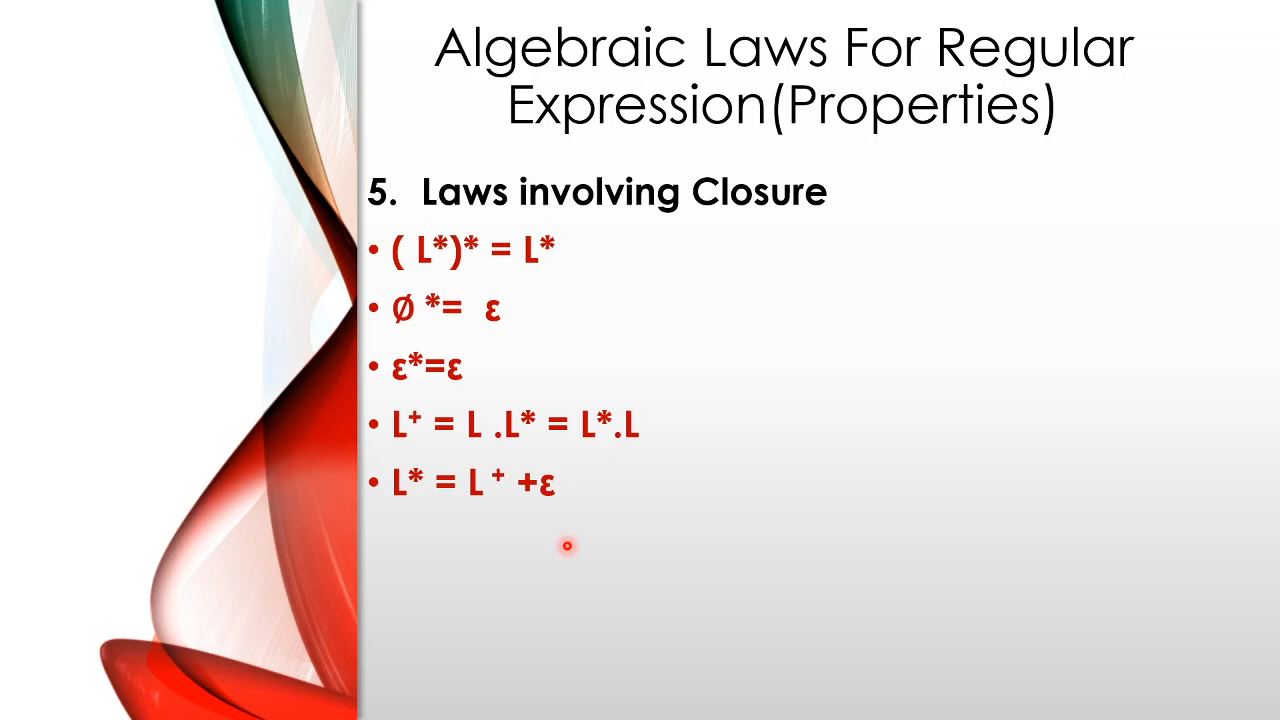 Algebraic Laws For Regular
Expression(Properties)
5. Laws involving Closure
• ( L*)* = L*
• Ø *= ε
• ε*=ε
• L⁺ = L .L* = L*.L
• L* = L ⁺ +ε